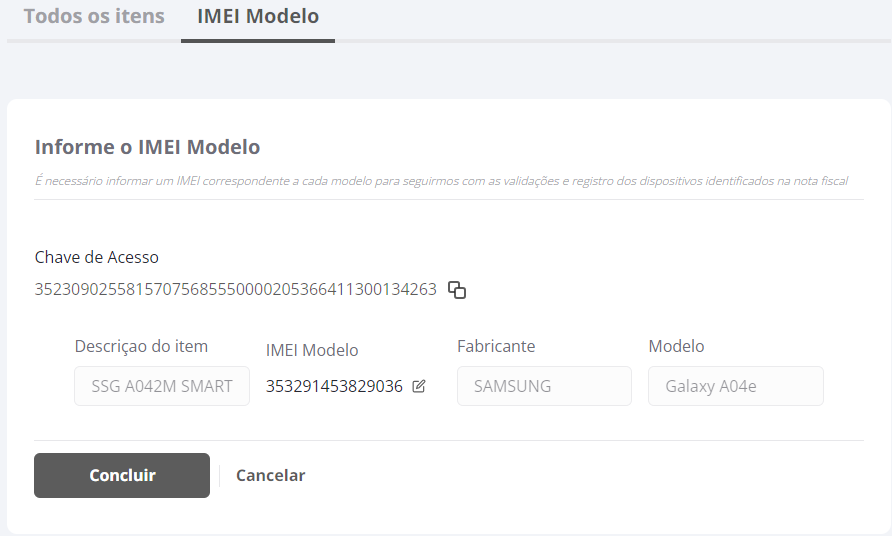 Todos os itens IMEI Modelo
Informe o IMEI Modelo
É necessário informar um IMEI correspondente a cada modelo para seguirmos com as validações e registro dos dispositivos identificados na nota fiscal
Chave de Acesso
35230902558157075685550000205366411300134263
Descriçao do item IMEI Modelo Fabricante Modelo
SSG A042M SMART 353291453829036 SAMSUNG Galaxy A04e
Concluir Cancelar